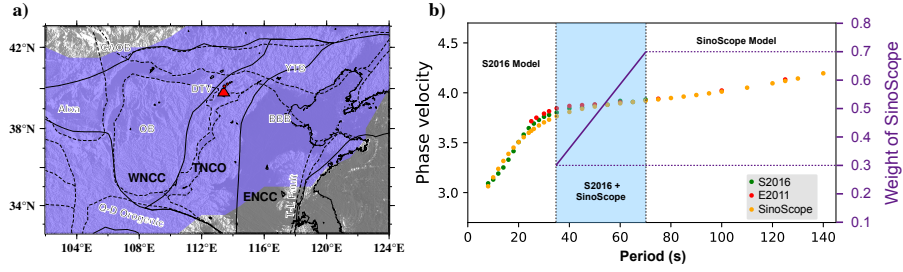 a)
42°N
40°N
38°N
36°N
34°N
102°E
104°E
108°E
112°E
116°E
120°E
124°E
CAOB
YTB
DTV
Alxa
OB
BBB
TNCO
WNCC
ENCC
T-L Fault
Q-D Orogenic
b)
Phase velocity
4.5
4.0
3.5
3.0
0
20
40
60
80
100
120
140
Period (s)
S2016 Model
SinoScope Model
S2016 +
SinoScope
S2016
E2011
SinoScope
0.8
0.7
0.6
0.5
0.4
0.3
0.2
0.1
Weight of SinoScope